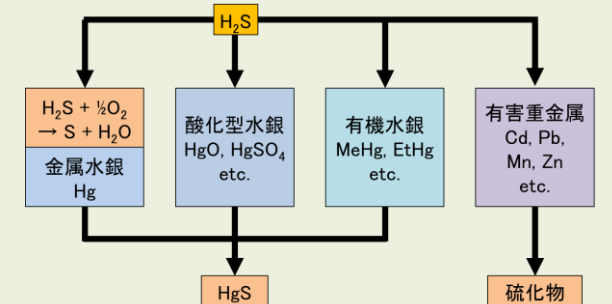 H₂S
H₂S + ½O₂
→ S + H₂O
金属水銀
Hg
酸化型水銀
HgO, HgSO₄
etc.
有機水銀
MeHg, EtHg
etc.
有害重金属
Cd, Pb,
Mn, Zn
etc.
HgS
硫化物